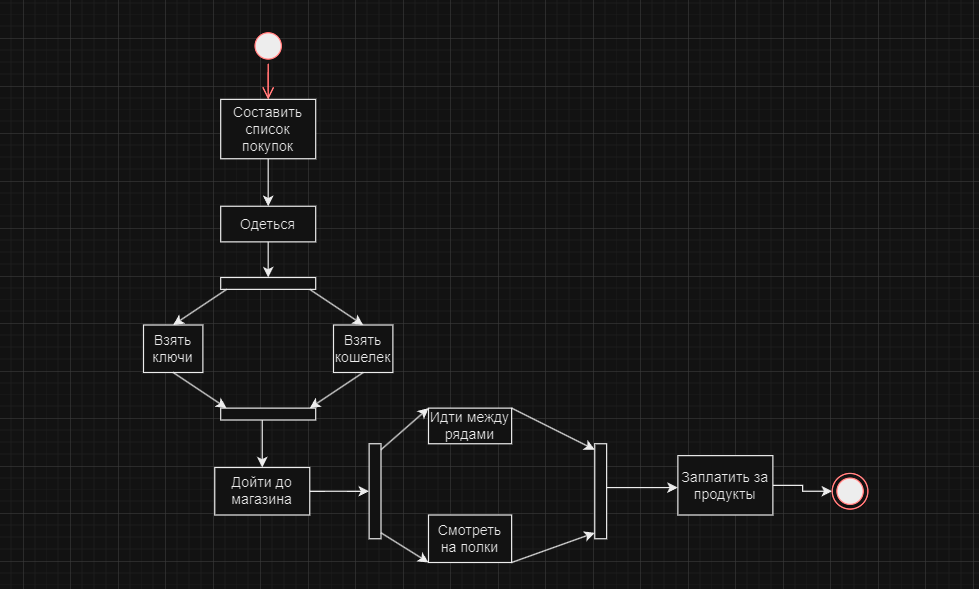 Составить
список
покупок
Одеться
Взять
ключи
Взять
кошелек
Дойти до
магазина
Идти между
рядами
Смотреть
на полки
Заплатить за
продукты